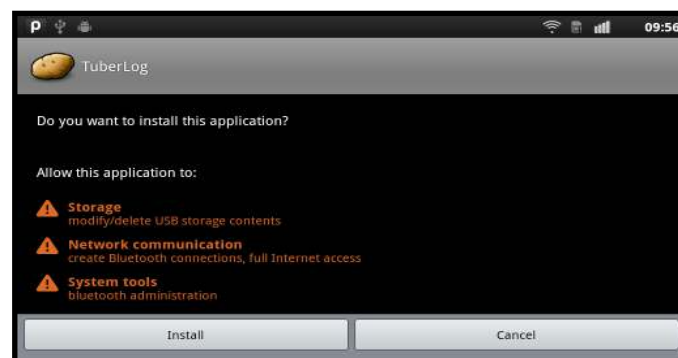 09:56
TuberLog
Do you want to install this application?
Allow this application to:
Storage
modify/delete USB storage contents
Network communication
create Bluetooth connections, full Internet access
System tools
bluetooth administration
Install
Cancel